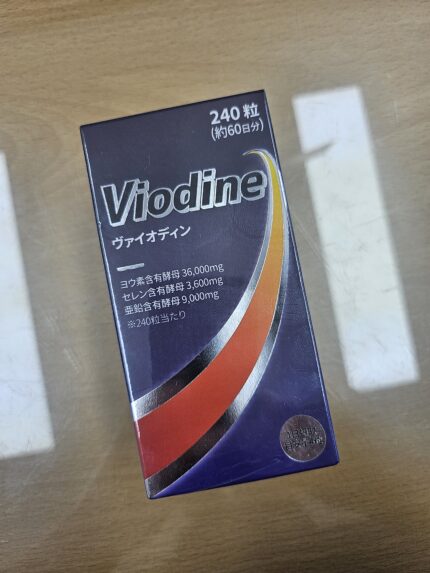 240粒
(約60日分)
Viodine
ヴァイオディン
ヨウ素含有酵母 36,000mg
セレン含有酵母 3,600mg
亜鉛含有酵母 9,000mg
※240粒当たり